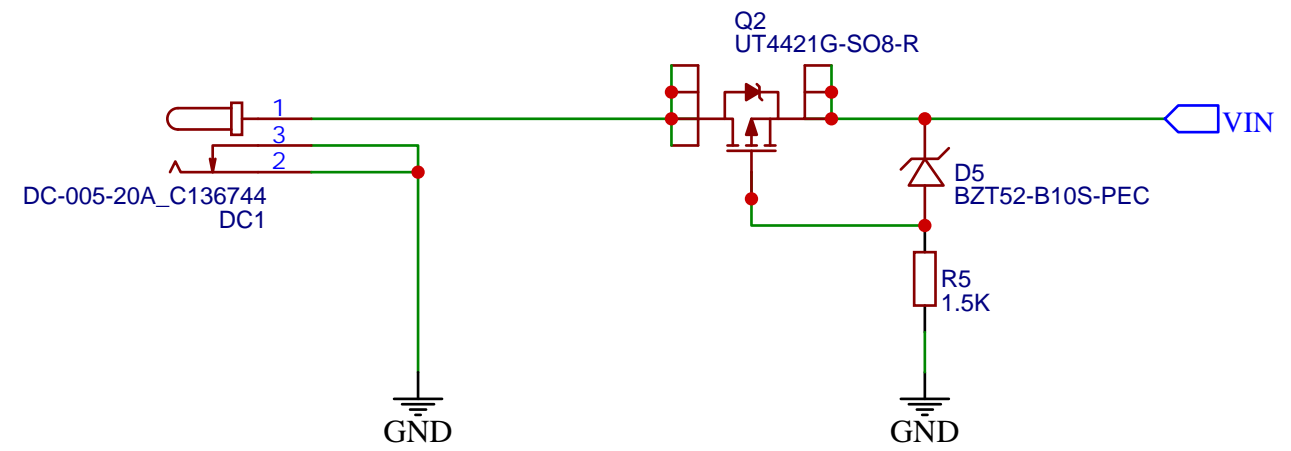 Q2
UT4421G-SO8-R
1
3
2
DC-005-20A_C136744
DC1
VIN
D5
BZT52-B10S-PEC
R5
1.5K
GND
GND